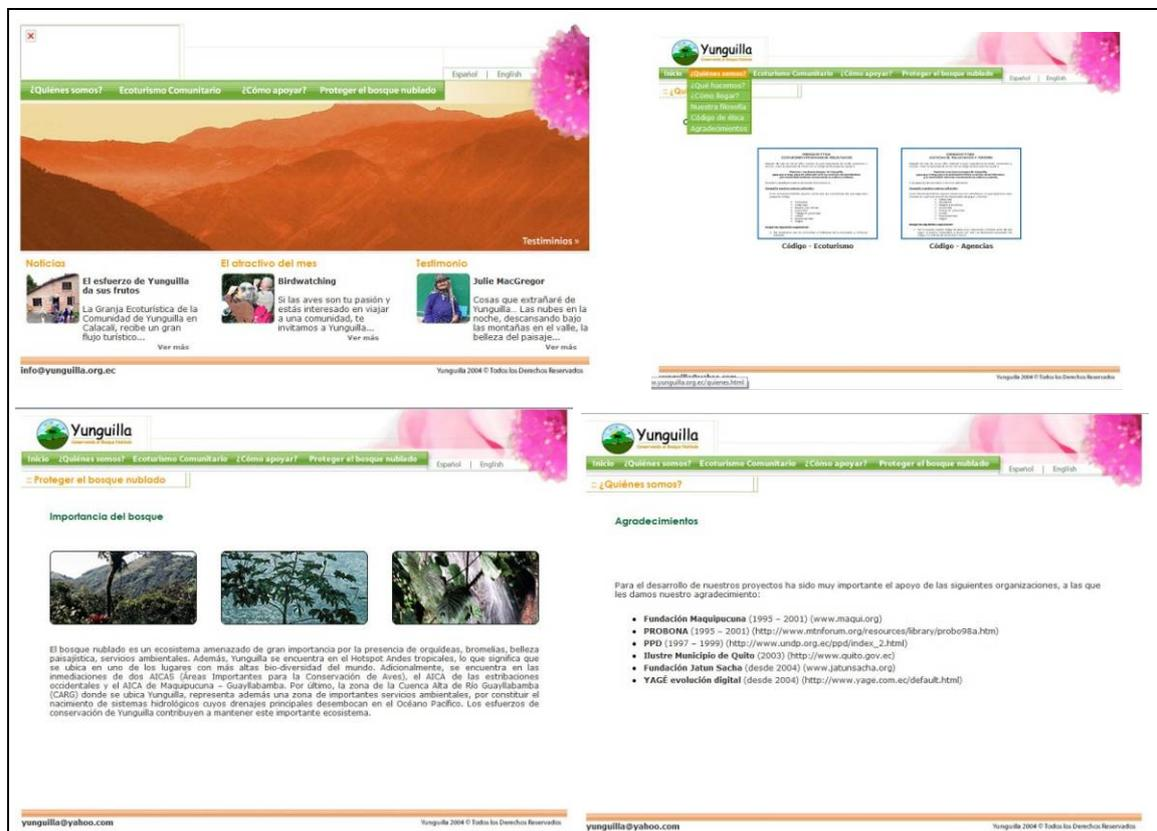 Español | English
¿Quiénes somos? Ecoturismo Comunitario ¿Cómo apoyar? Proteger el bosque nublado
Testiminios »
Noticias
El esfuerzo de Yunguilla
da sus frutos
La Granja Ecoturística de la
Comunidad de Yunguilla en
Calacalí, recibe un gran
flujo turístico...
Ver más
El atractivo del mes
Birdwatching
Si las aves son tu pasión y
estás interesado en viajar
a una comunidad, te
invitamos a Yunguilla...
Ver más
Testimonio
Julie MacGregor
Cosas que extrañaré de
Yunguilla... Las nubes en la
noche, descansando bajo
las montañas en el valle, la
belleza del paisaje...
Ver más
info@yunguilla.org.ec
Yunguilla 2004 © Todos los Derechos Reservados
Yunguilla
Inicio ¿Quiénes somos? Ecoturismo Comunitario ¿Cómo apoyar? Proteger el bosque nublado
Español | English
¿Qué hacemos?
¿Cómo llegar?
Nuestra filosofía
Código de ética
Agradecimientos
Código - Ecoturismo
Código - Agencias
w.yunguilla.org.ec/quienes.html
Yunguilla 2004 © Todos los Derechos Reservados
Yunguilla
Conservando el Bosque Nublado
Inicio ¿Quiénes somos? Ecoturismo Comunitario ¿Cómo apoyar? Proteger el bosque nublado
Español | English
:: Proteger el bosque nublado
Importancia del bosque
El bosque nublado es un ecosistema amenazado de gran importancia por la presencia de orquídeas, bromelias, belleza
paisajística, servicios ambientales. Además, Yunguilla se encuentra en el Hotspot Andes tropicales, lo que significa que
se ubica en uno de los lugares con más altas bio-diversidad del mundo. Adicionalmente, se encuentra en las
inmediaciones de dos AICAS (Áreas Importantes para la Conservación de Aves), el AICA de las estribaciones
occidentales y el AICA de Maquipucuna – Guayllabamba. Por último, la zona de la Cuenca Alta de Río Guayllabamba
(CARG) donde se ubica Yunguilla, representa además una zona de importantes servicios ambientales, por constituir el
nacimiento de sistemas hidrológicos cuyos drenajes principales desembocan en el Océano Pacífico. Los esfuerzos de
conservación de Yunguilla contribuyen a mantener este importante ecosistema.
yunguilla@yahoo.com
Yunguilla 2004 © Todos los Derechos Reservados
Yunguilla
Conservando el Bosque Nublado
Inicio ¿Quiénes somos? Ecoturismo Comunitario ¿Cómo apoyar? Proteger el bosque nublado
Español | English
:: ¿Quiénes somos?
Agradecimientos
Para el desarrollo de nuestros proyectos ha sido muy importante el apoyo de las siguientes organizaciones, a las que
les damos nuestro agradecimiento:
• Fundación Maquipucuna (1995 – 2001) (www.maqui.org)
• PROBONA (1995 – 2001) (http://www.mtnforum.org/resources/library/probo98a.htm)
• PPD (1997 – 1999) (http://www.undp.org.ec/ppd/index_2.html)
• Ilustre Municipio de Quito (2003) (http://www.quito.gov.ec)
• Fundación Jatun Sacha (desde 2004) (www.jatunsacha.org)
• YAGÉ evolución digital (desde 2004) (http://www.yage.com.ec/default.html)
yunguilla@yahoo.com
Yunguilla 2004 © Todos los Derechos Reservados